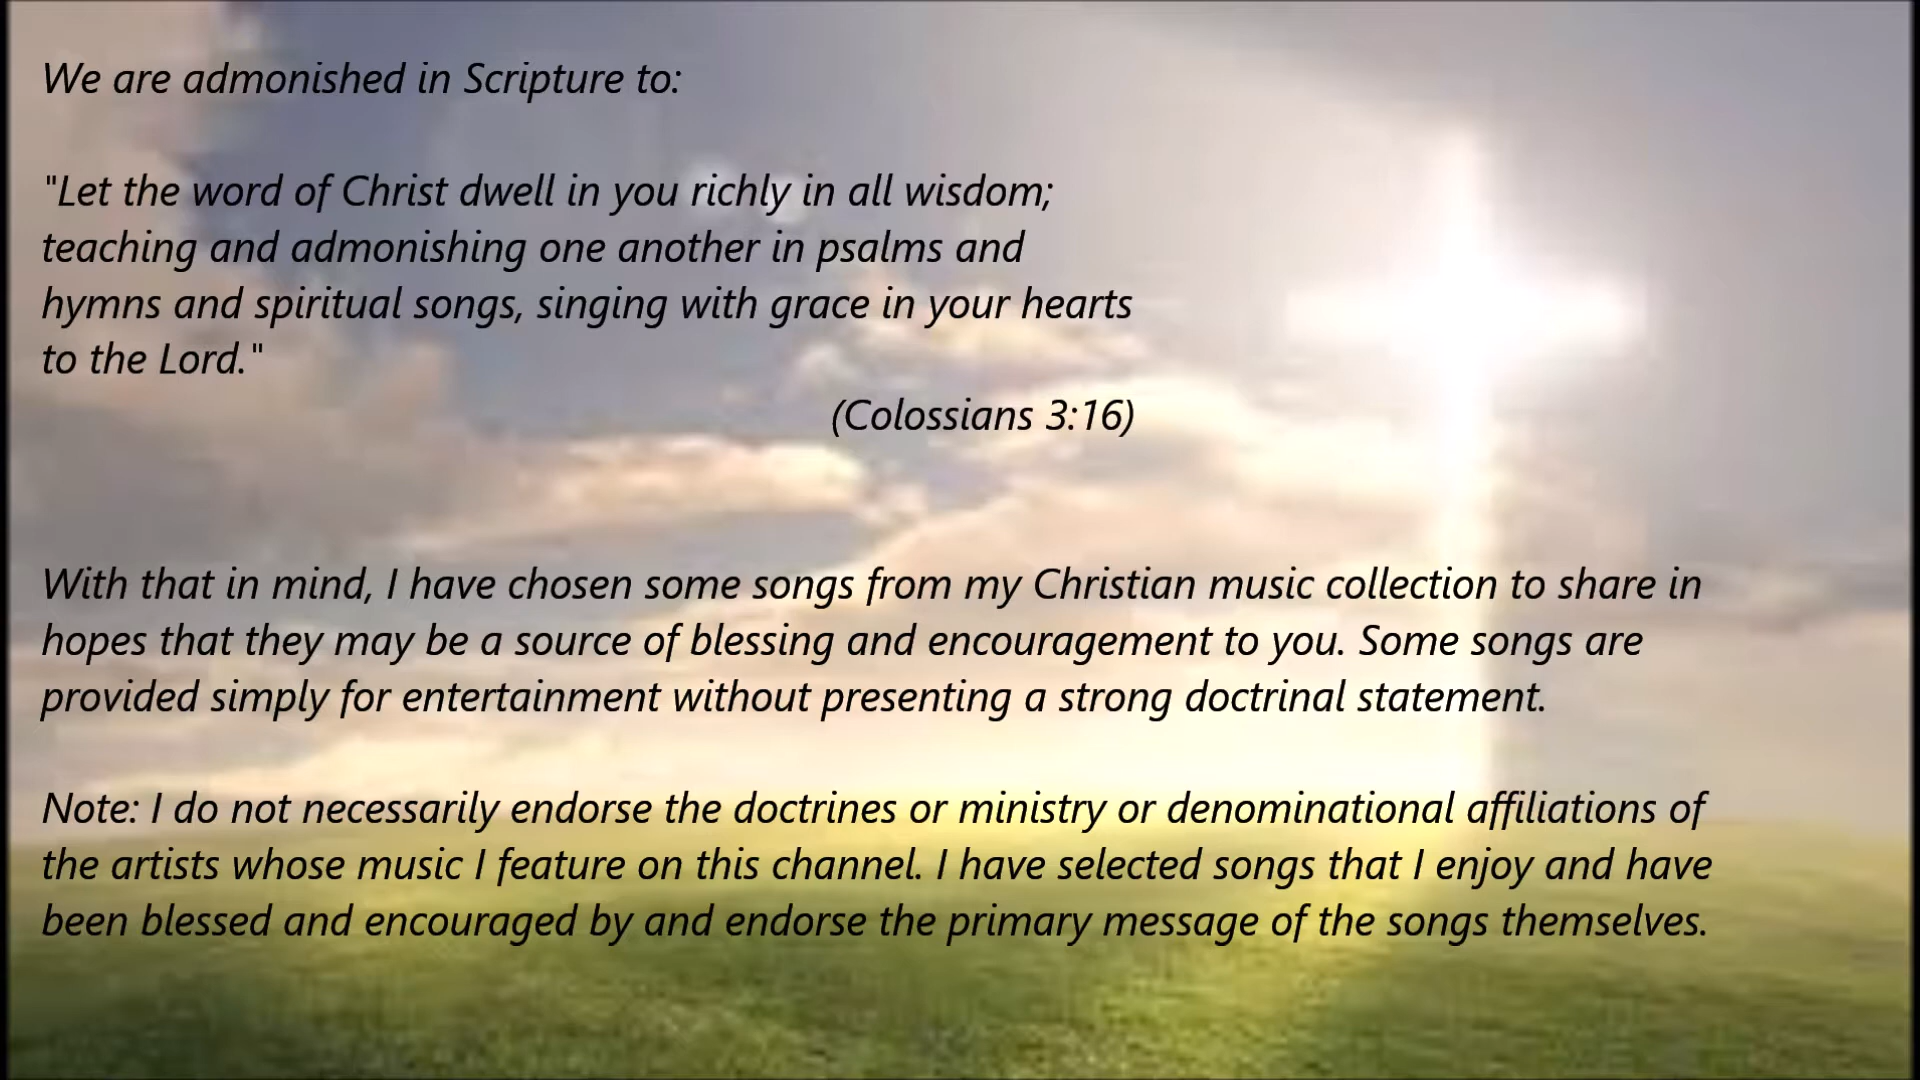 We are admonished in Scripture to:
"Let the word of Christ dwell in you richly in all wisdom;
teaching and admonishing one another in psalms and
hymns and spiritual songs, singing with grace in your hearts
to the Lord."
(Colossians 3:16)
With that in mind, I have chosen some songs from my Christian music collection to share in
hopes that they may be a source of blessing and encouragement to you. Some songs are
provided simply for entertainment without presenting a strong doctrinal statement.
Note: I do not necessarily endorse the doctrines or ministry or denominational affiliations of
the artists whose music I feature on this channel. I have selected songs that I enjoy and have
been blessed and encouraged by and endorse the primary message of the songs themselves.